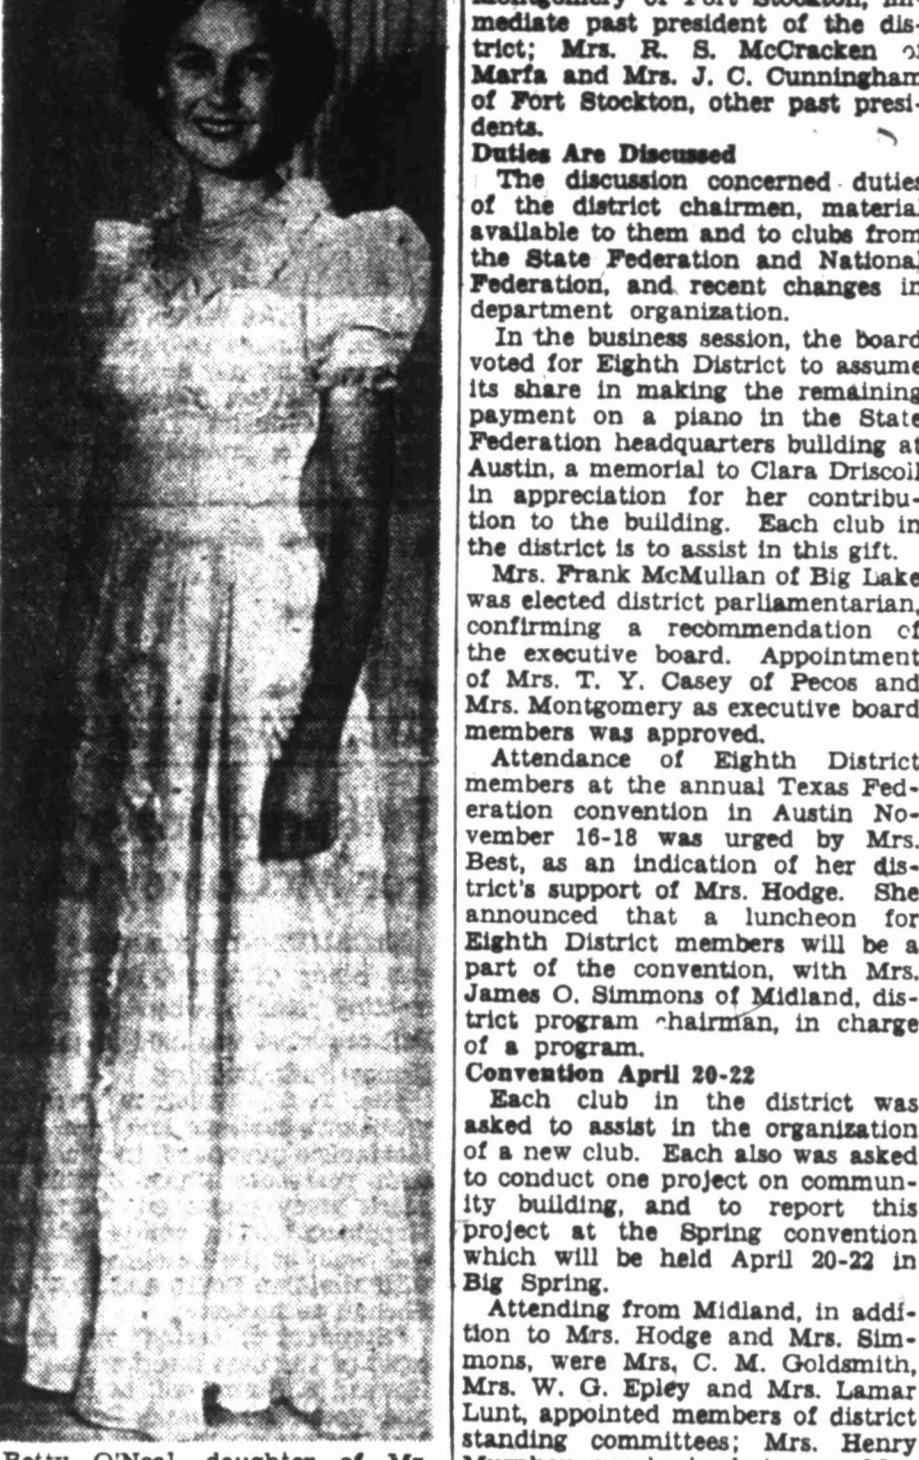 Betty O'Neal, daughter of Mr.
Montgomery of Fort Stockton, im-
mediate past president of the dis-
trict; Mrs. R. S. McCracken of
Marfa and Mrs. J. C. Cunningham
of Fort Stockton, other past presi-
dents.
Duties Are Discussed
The discussion concerned duties
of the district chairmen, material
available to them and to clubs from
the State Federation and National
Federation, and recent changes in
department organization.
In the business session, the board
voted for Eighth District to assume
its share in making the remaining
payment on a piano in the State
Federation headquarters building at
Austin, a memorial to Clara Driscoll
in appreciation for her contribu-
tion to the building. Each club in
the district is to assist in this gift.
Mrs. Frank McMullan of Big Lake
was elected district parliamentarian,
confirming a recommendation of
the executive board. Appointment
of Mrs. T. Y. Casey of Pecos and
Mrs. Montgomery as executive board
members was approved.
Attendance of Eighth District
members at the annual Texas Fed-
eration convention in Austin No-
vember 16-18 was urged by Mrs.
Best, as an indication of her dis-
trict's support of Mrs. Hodge. She
announced that a luncheon for
Eighth District members will be a
part of the convention, with Mrs.
James O. Simmons of Midland, dis-
trict program chairman, in charge
of a program.
Convention April 20-22
Each club in the district was
asked to assist in the organization
of a new club. Each also was asked
to conduct one project on commun-
ity building, and to report this
project at the Spring convention
which will be held April 20-22 in
Big Spring.
Attending from Midland, in addi-
tion to Mrs. Hodge and Mrs. Sim-
mons, were Mrs. C. M. Goldsmith,
Mrs. W. G. Epley and Mrs. Lamar
Lunt, appointed members of district
standing committees; Mrs. Henry